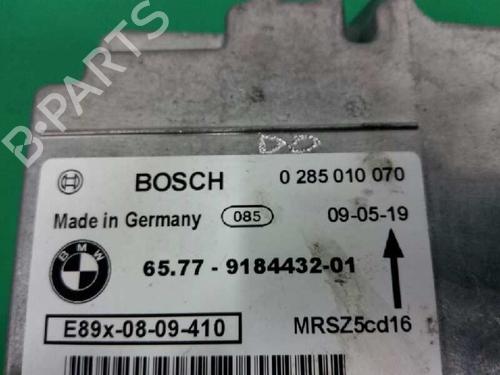 DO
BOSCH 0 285 010 070
Made in Germany 085 09-05-19
BMW 65.77 - 9184432-01
E89x-08-09-410 MRSZ5cd16
B-PARTS